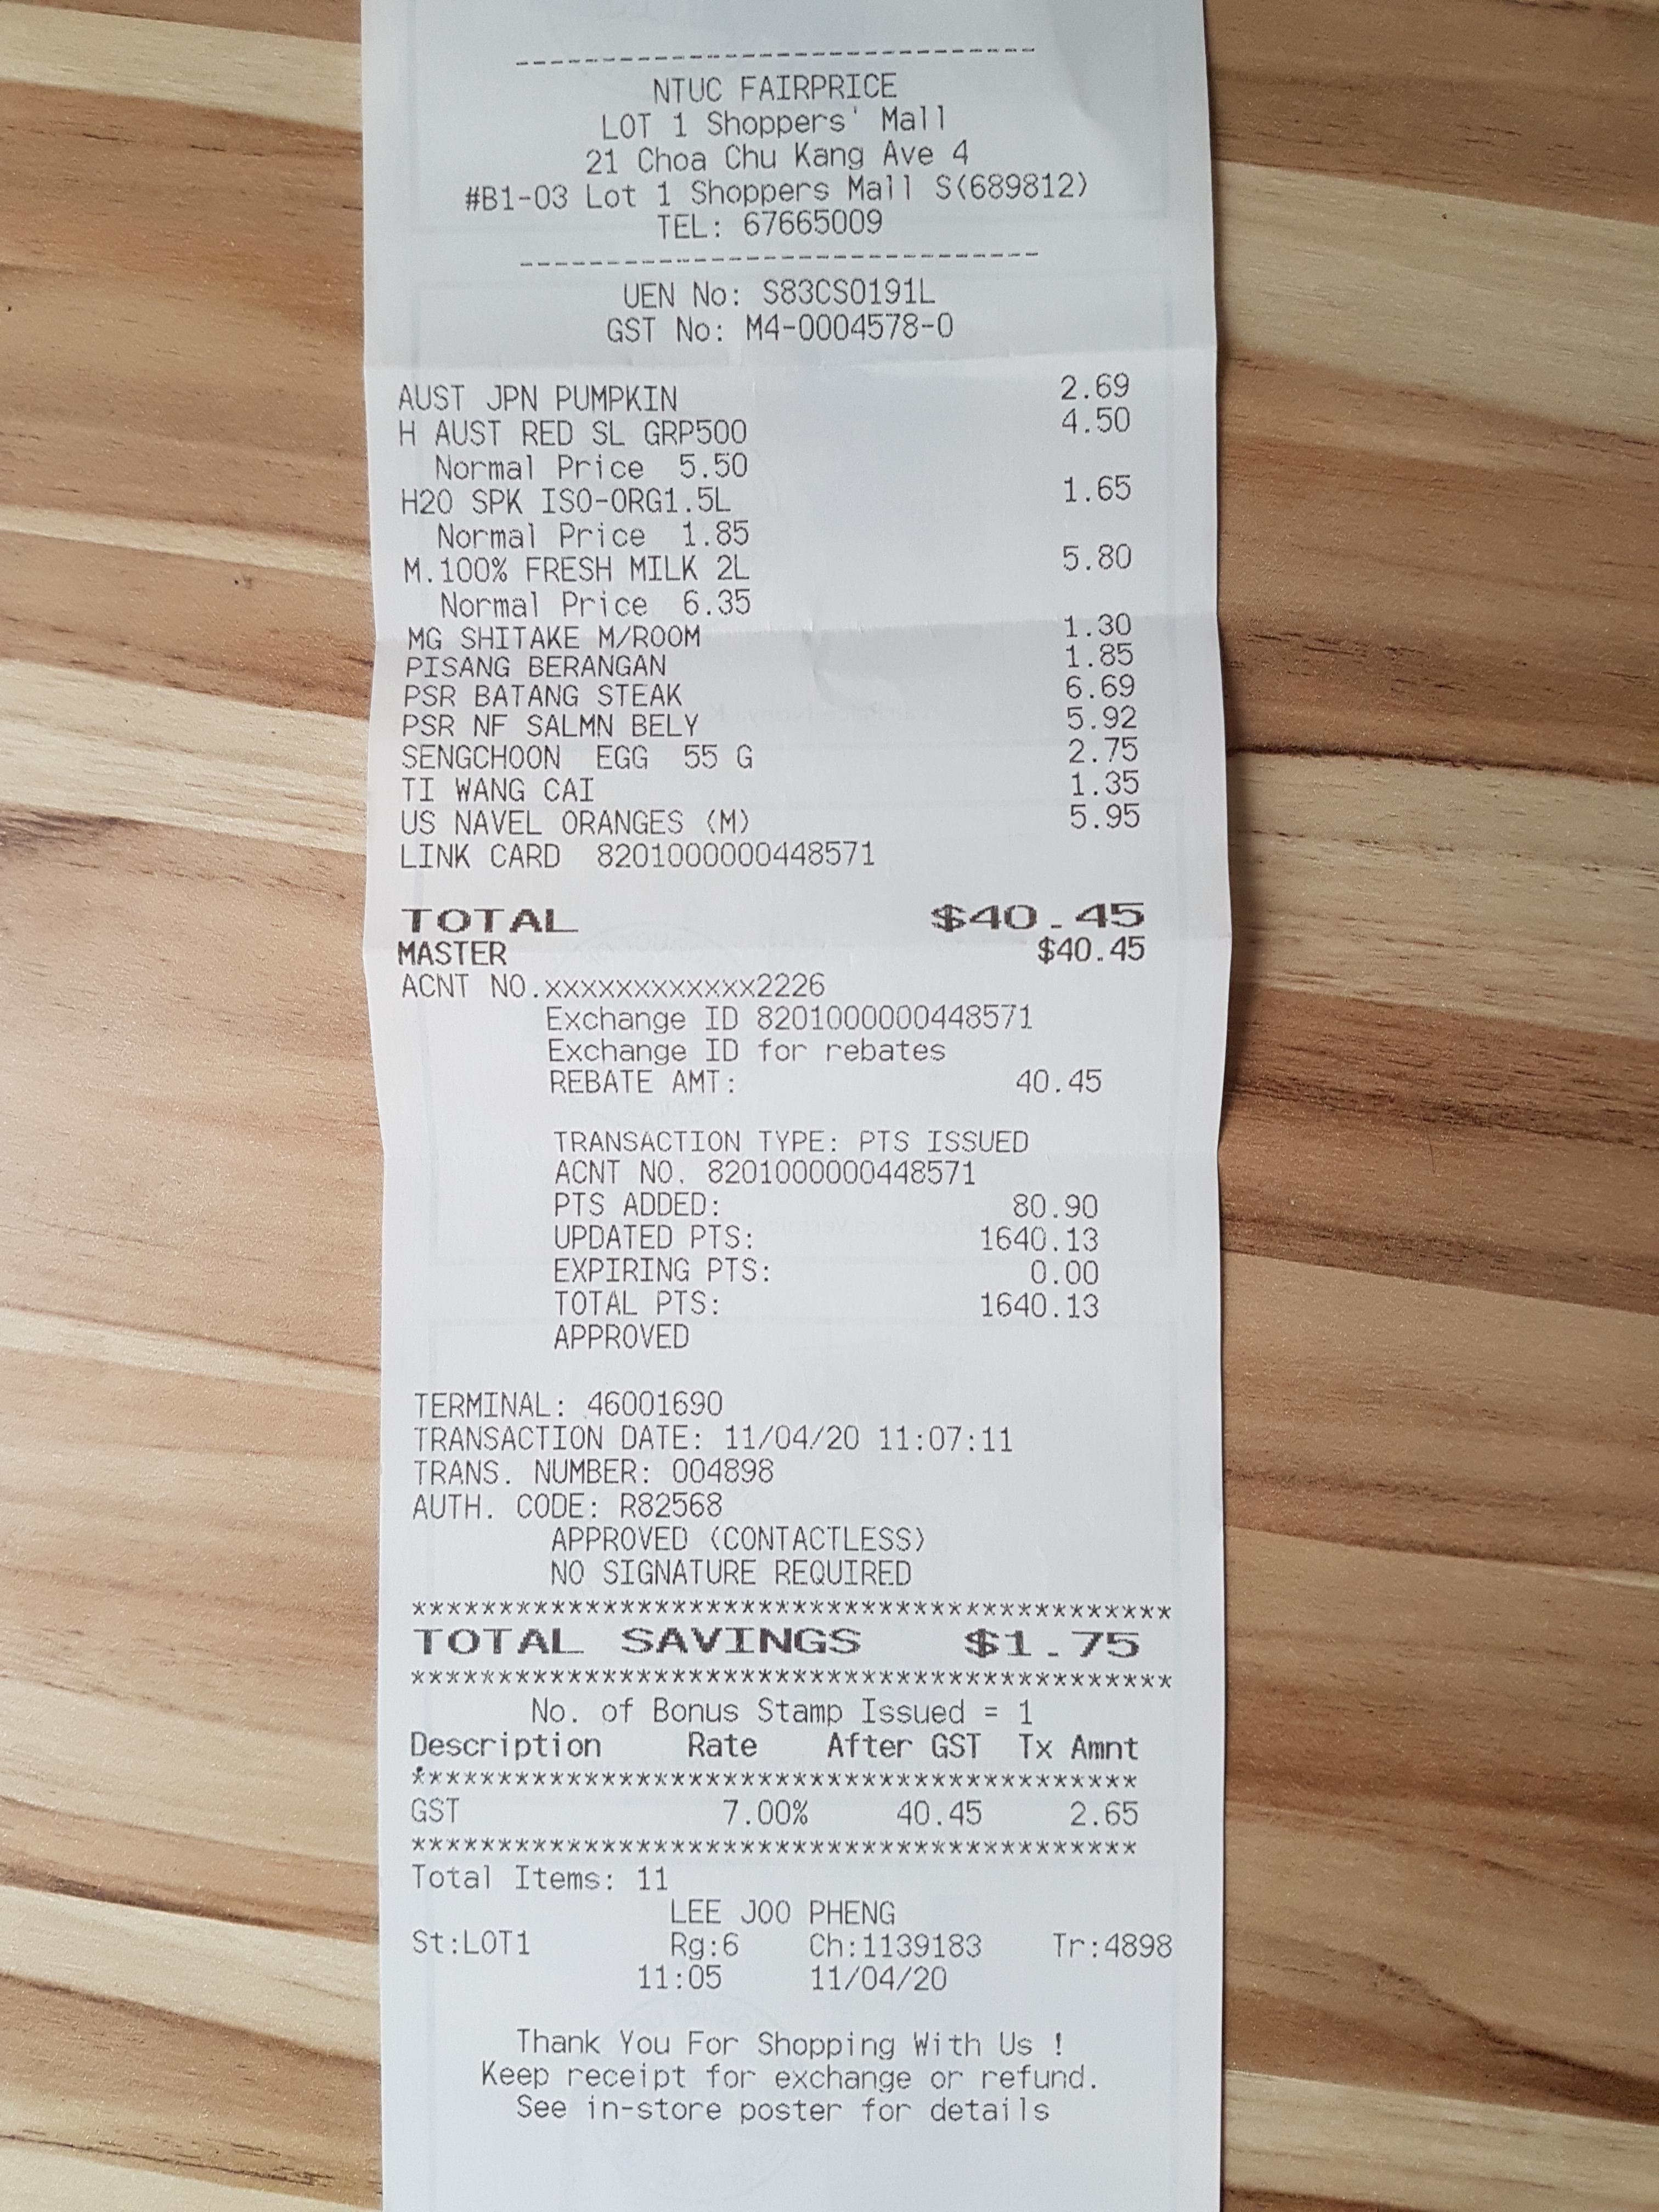 --------------------------------
NTUC FAIRPRICE
LOT 1 Shoppers' Mall
21 Choa Chu Kang Ave 4
#B1-03 Lot 1 Shoppers Mall S(689812)
TEL: 67665009
--------------------------------
UEN No: S83CS0191L
GST No: M4-0004578-0
AUST JPN PUMPKIN 2.69
H AUST RED SL GRP500 4.50
Normal Price 5.50
H20 SPK ISO-ORG1.5L 1.65
Normal Price 1.85
M.100% FRESH MILK 2L 5.80
Normal Price 6.35
MG SHITAKE M/ROOM 1.30
PISANG BERANGAN 1.85
PSR BATANG STEAK 6.69
PSR NF SALMN BELY 5.92
SENGCHOON EGG 55 G 2.75
TI WANG CAI 1.35
US NAVEL ORANGES (M) 5.95
LINK CARD 8201000000448571
TOTAL $40.45
MASTER $40.45
ACNT NO.xxxxxxxxxxxx2226
Exchange ID 8201000000448571
Exchange ID for rebates
REBATE AMT: 40.45
TRANSACTION TYPE: PTS ISSUED
ACNT NO. 8201000000448571
PTS ADDED: 80.90
UPDATED PTS: 1640.13
EXPIRING PTS: 0.00
TOTAL PTS: 1640.13
APPROVED
TERMINAL: 46001690
TRANSACTION DATE: 11/04/20 11:07:11
TRANS. NUMBER: 004898
AUTH. CODE: R82568
APPROVED (CONTACTLESS)
NO SIGNATURE REQUIRED
********************************************
TOTAL SAVINGS $1.75
********************************************
No. of Bonus Stamp Issued = 1
Description Rate After GST Tx Amnt
******************************************
GST 7.00% 40.45 2.65
******************************************
Total Items: 11
LEE JOO PHENG
St:LOT1 Rg:6 Ch:1139183 Tr:4898
11:05 11/04/20
Thank You For Shopping With Us !
Keep receipt for exchange or refund.
See in-store poster for details